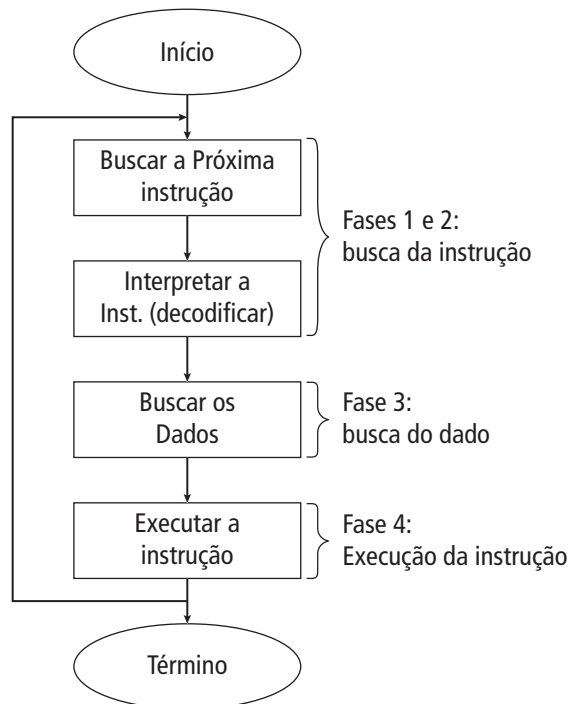 Início
Buscar a Próxima
instrução
Fases 1 e 2:
busca da instrução
Interpretar a
Inst. (decodificar)
Buscar os
Dados
Fase 3:
busca do dado
Executar a
instrução
Fase 4:
Execução da instrução
Término